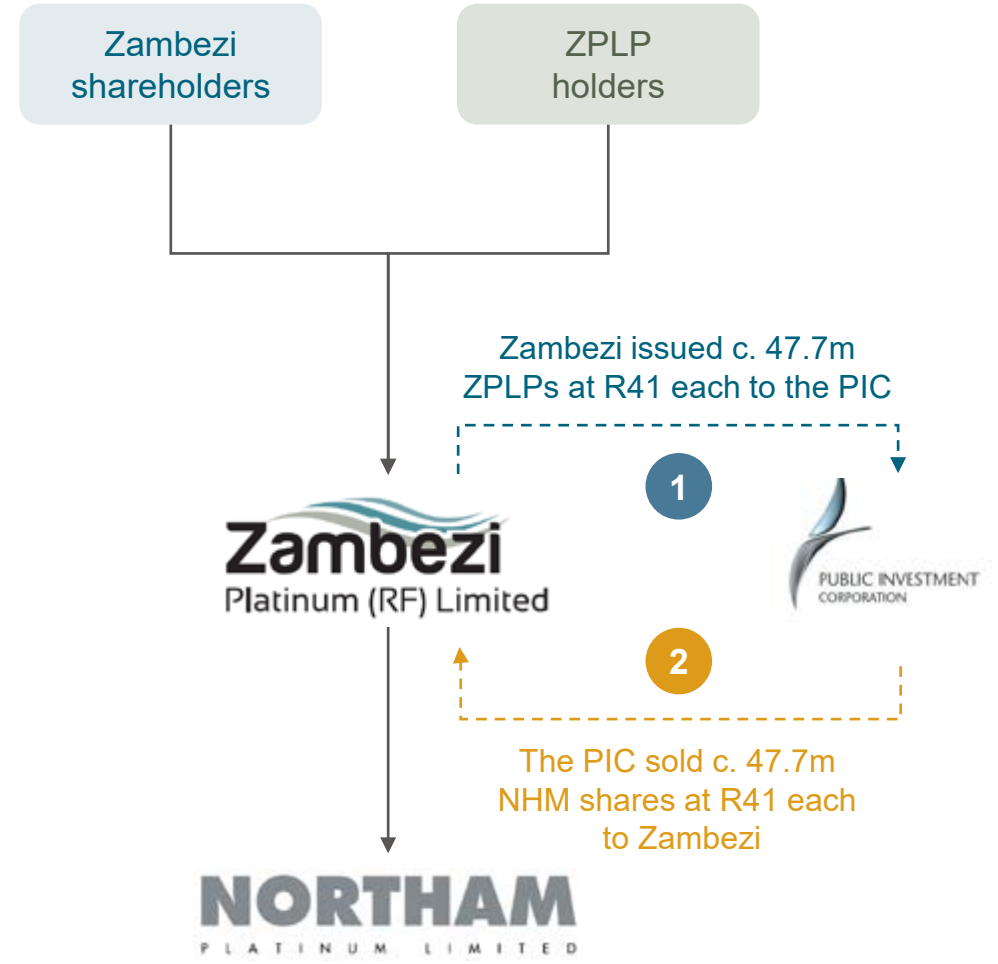 Zambezi
shareholders
ZPLP
holders
Zambezi issued c. 47.7m
ZPLPs at R41 each to the PIC
1
Zambezi
Platinum (RF) Limited
PUBLIC INVESTMENT
CORPORATION
2
The PIC sold c. 47.7m
NHM shares at R41 each
to Zambezi
NORTHAM
PLATINUM LIMITED